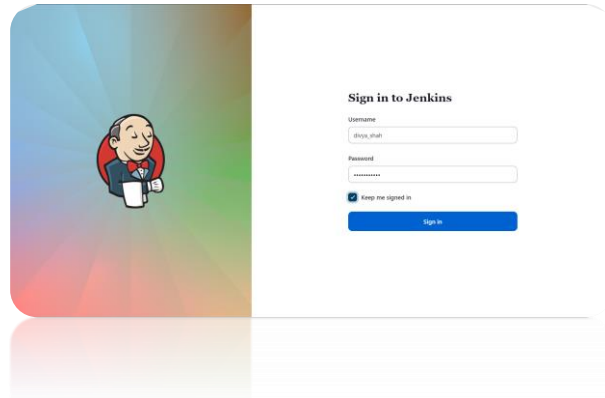 Sign in to Jenkins
Username
divya_shah
Password
•••••••••••
Keep me signed in
Sign in